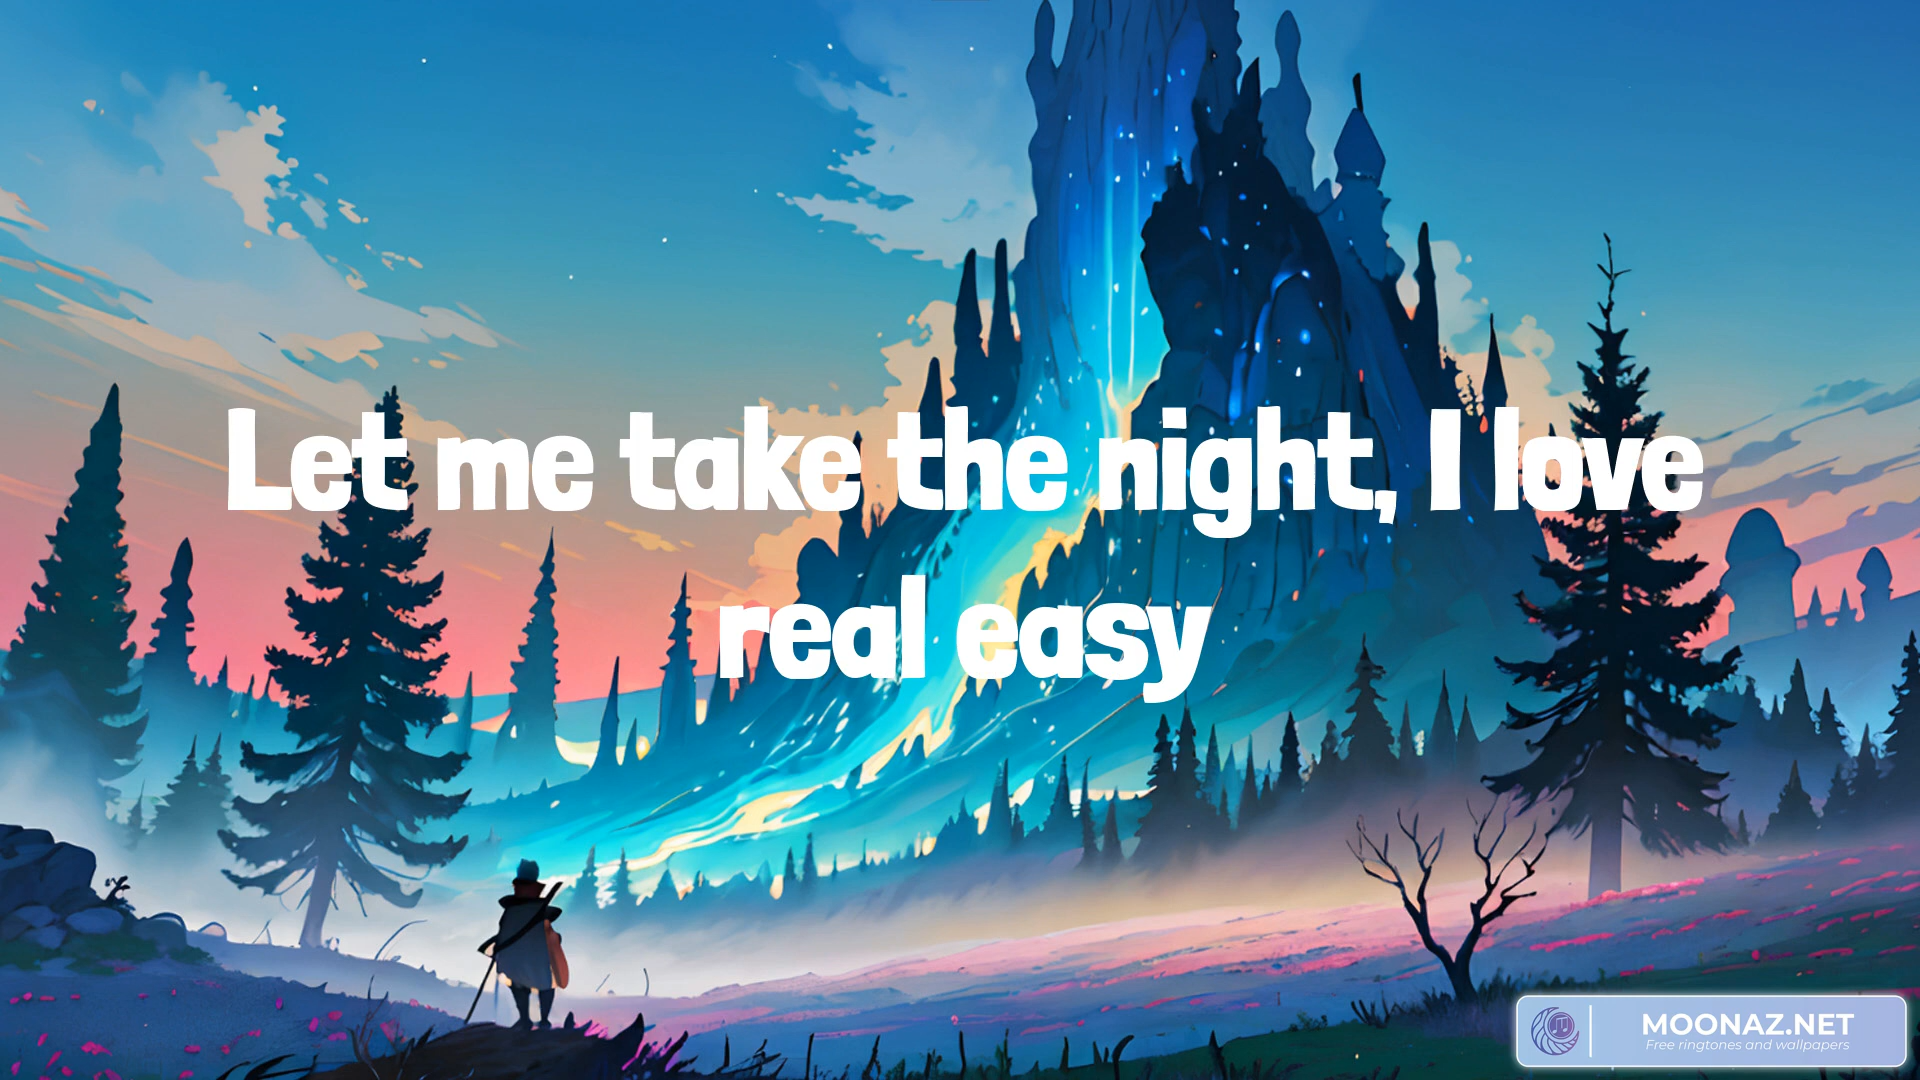 Let me take the night, I love
real easy
MOONAZ.NET
Free ringtones and wallpapers